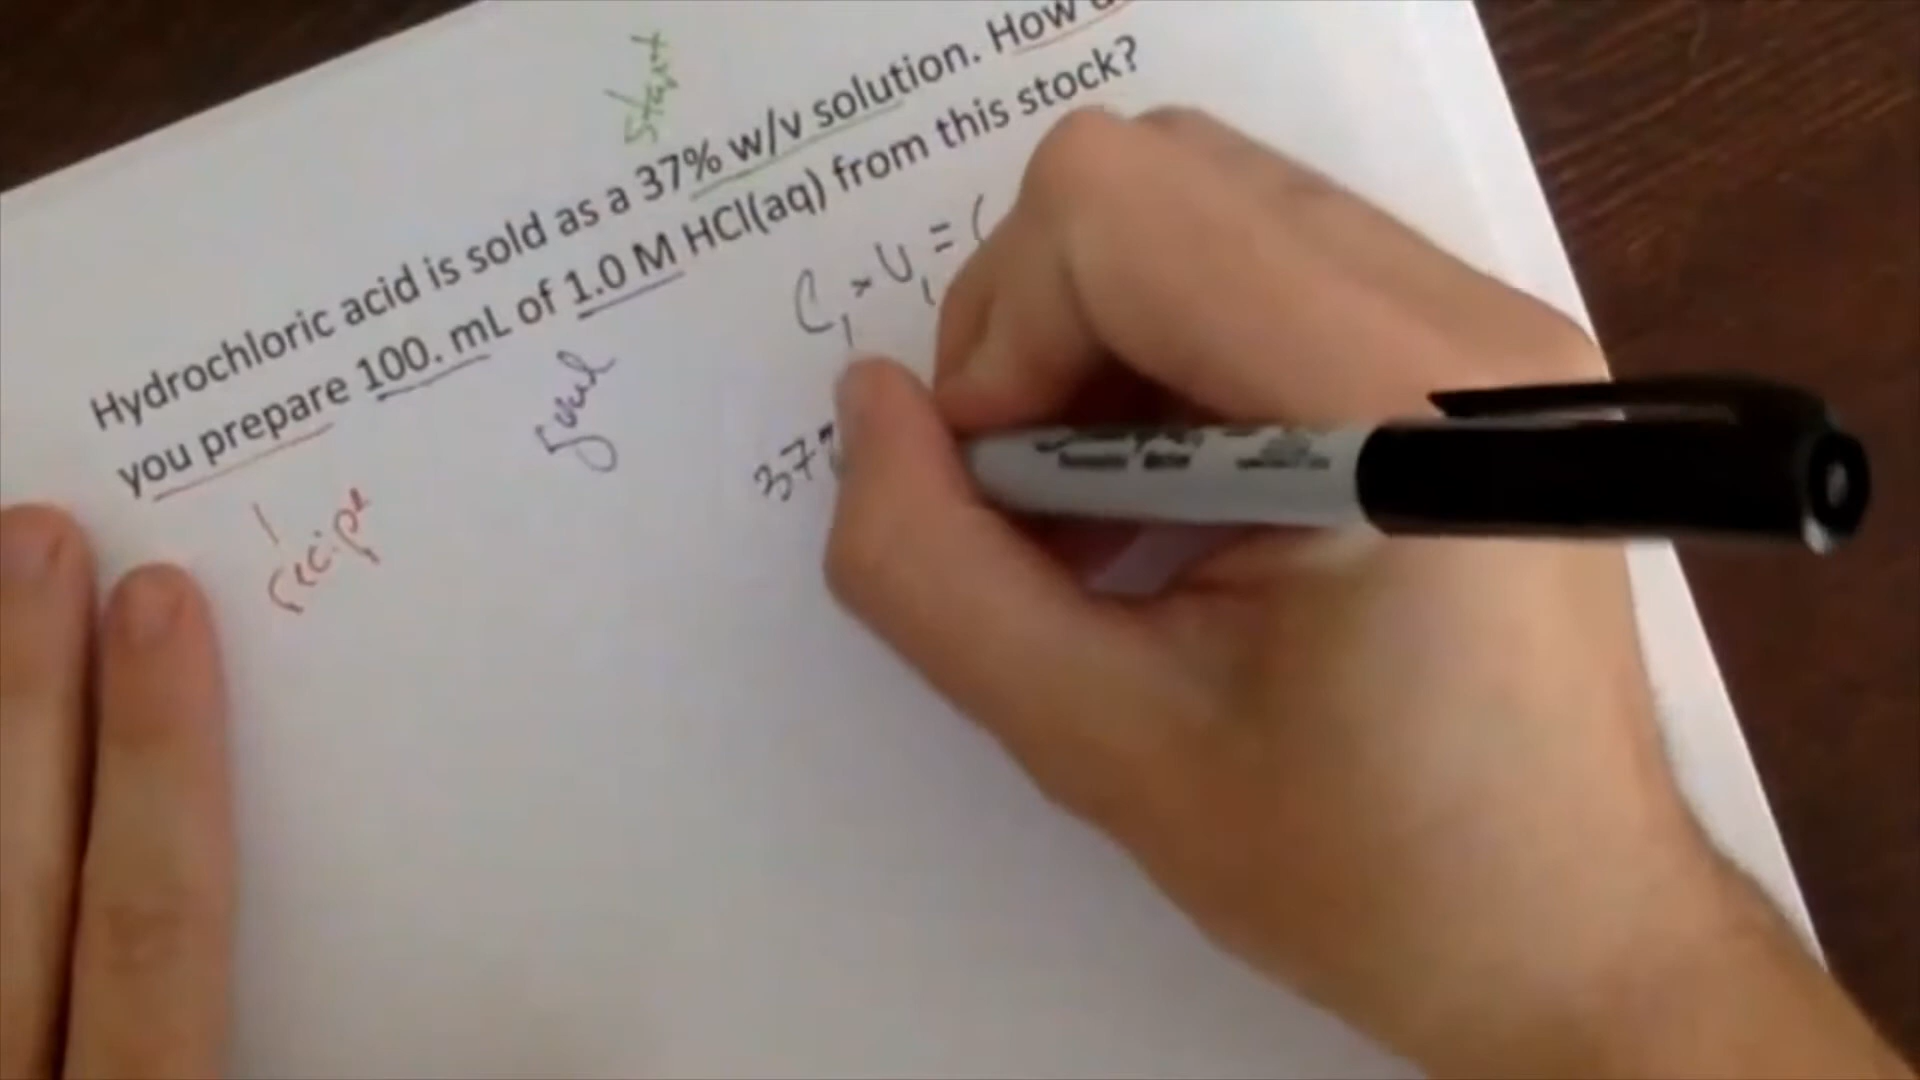 start
Hydrochloric acid is sold as a 37% w/v solution. How
you prepare 100. mL of 1.0 M HCl(aq) from this stock?
C₁ × V₁ =
goal
37
recipe